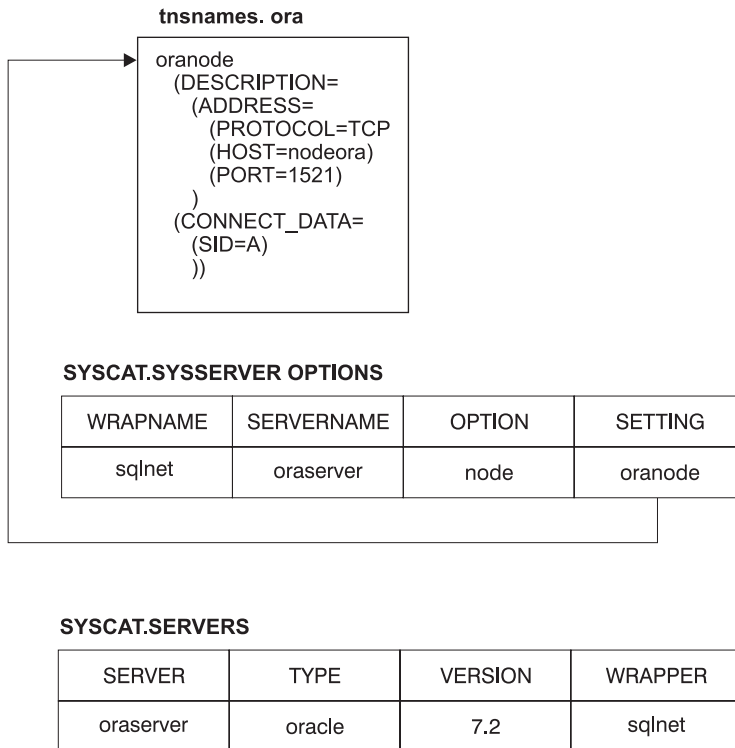 tnsnames. ora
oranode
(DESCRIPTION=
(ADDRESS=
(PROTOCOL=TCP
(HOST=nodeora)
(PORT=1521)
)
(CONNECT_DATA=
(SID=A)
))
SYSCAT.SYSSERVER OPTIONS
WRAPNAME SERVERNAME OPTION SETTING
sqlnet oraserver node oranode
SYSCAT.SERVERS
SERVER TYPE VERSION WRAPPER
oraserver oracle 7.2 sqlnet